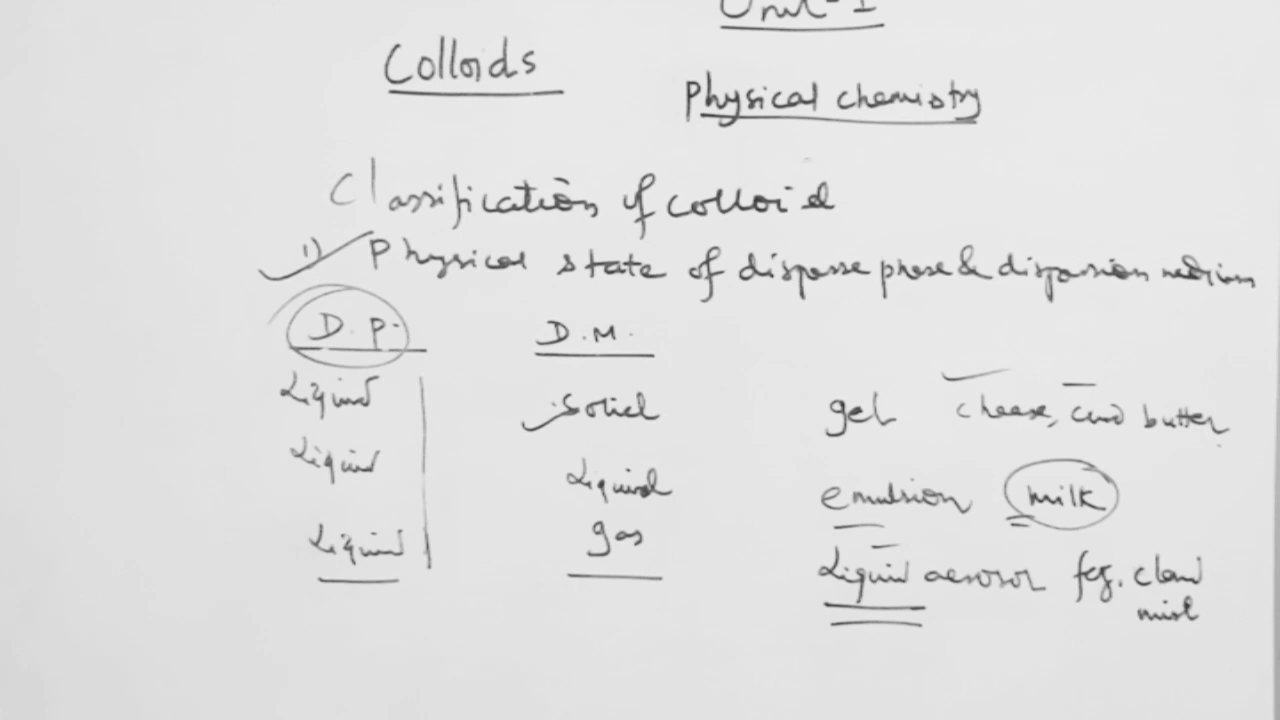 Unit-I
Colloids
Physical chemistry
Classification of colloid
1) Physical state of disperse phase & dispersion medium
D.P. D.M.
Liquid Solid gel cheese, and butter
Liquid Liquid emulsion milk
Liquid gas Liquid aerosol fog, cloud
mist